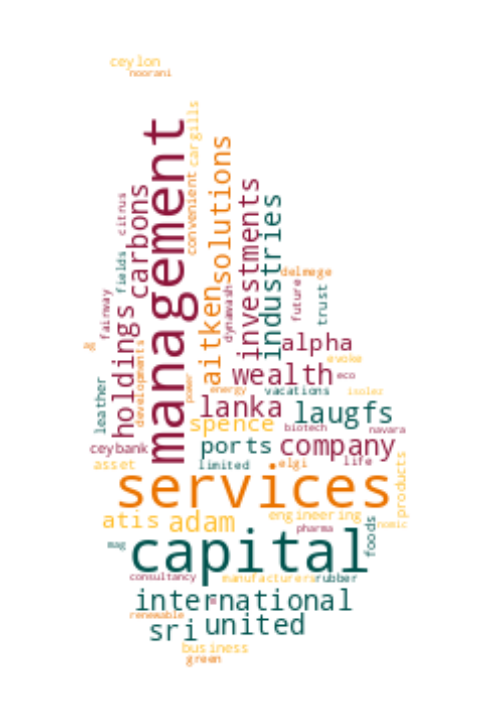 ceylon
noorani
cargills
management
solutions
convenient
carbons
citrus
investments
industries
fields
delmege
aitken
holdings
fairway
dynawash
future
trust
alpha
developments
ag
evoke
wealth
eco
power
energy
vacations
isolez
leather
lanka
laugfs
spence
biotech
navara
ceybank
ports
company
asset
limited
elgi
life
services
products
atis
adam
engineering
nomic
pharma
foods
capital
mag
consultancy
manufacturers
rubber
international
renewable
sri
united
business
green